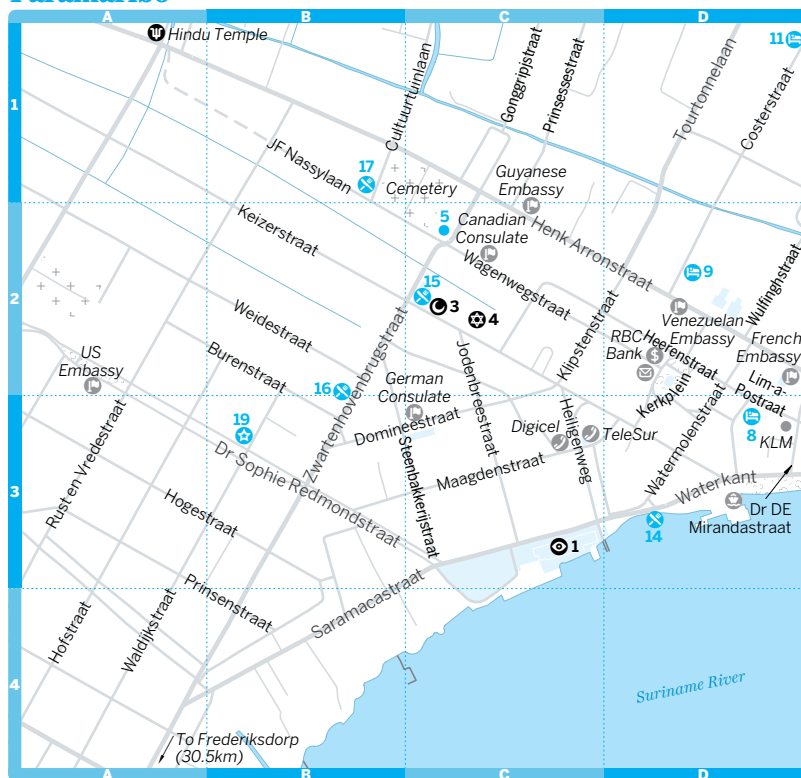 A B C D
Hindu Temple
11
1
Cultuurtuinlaan
Gonggrijpstraat
Prinsessestraat
Tourtonnelaan
Costerstraat
JF Nassylaan
17
Cemetery
Guyanese
Embassy
Keizerstraat
5
Canadian
Consulate
Henk Arronstraat
Wagenwegstraat
9
Wulfinghstraat
2
15
3
4
Weidestraat
Zwartenhovenbrugstraat
Jodenbreestraat
Klipstenstraat
RBC
Bank
Venezuelan
Embassy
Heerenstraat
French
Embassy
US
Embassy
Burenstraat
16
German
Consulate
Kerkplein
Lim-a-
Postraat
19
Domineestraat
Digicel
Heiligenweg
TeleSur
Watermolenstraat
8
KLM
Rust en Vredestraat
Dr Sophie Redmondstraat
Steenbakkerijstraat
Maagdenstraat
Waterkant
3
Hogestraat
14
Dr DE
Mirandastraat
1
Prinsenstraat
Saramacastraat
Hofstraat
Waldijkstraat
4
Suriname River
To Frederiksdorp
(30.5km)
A B C D